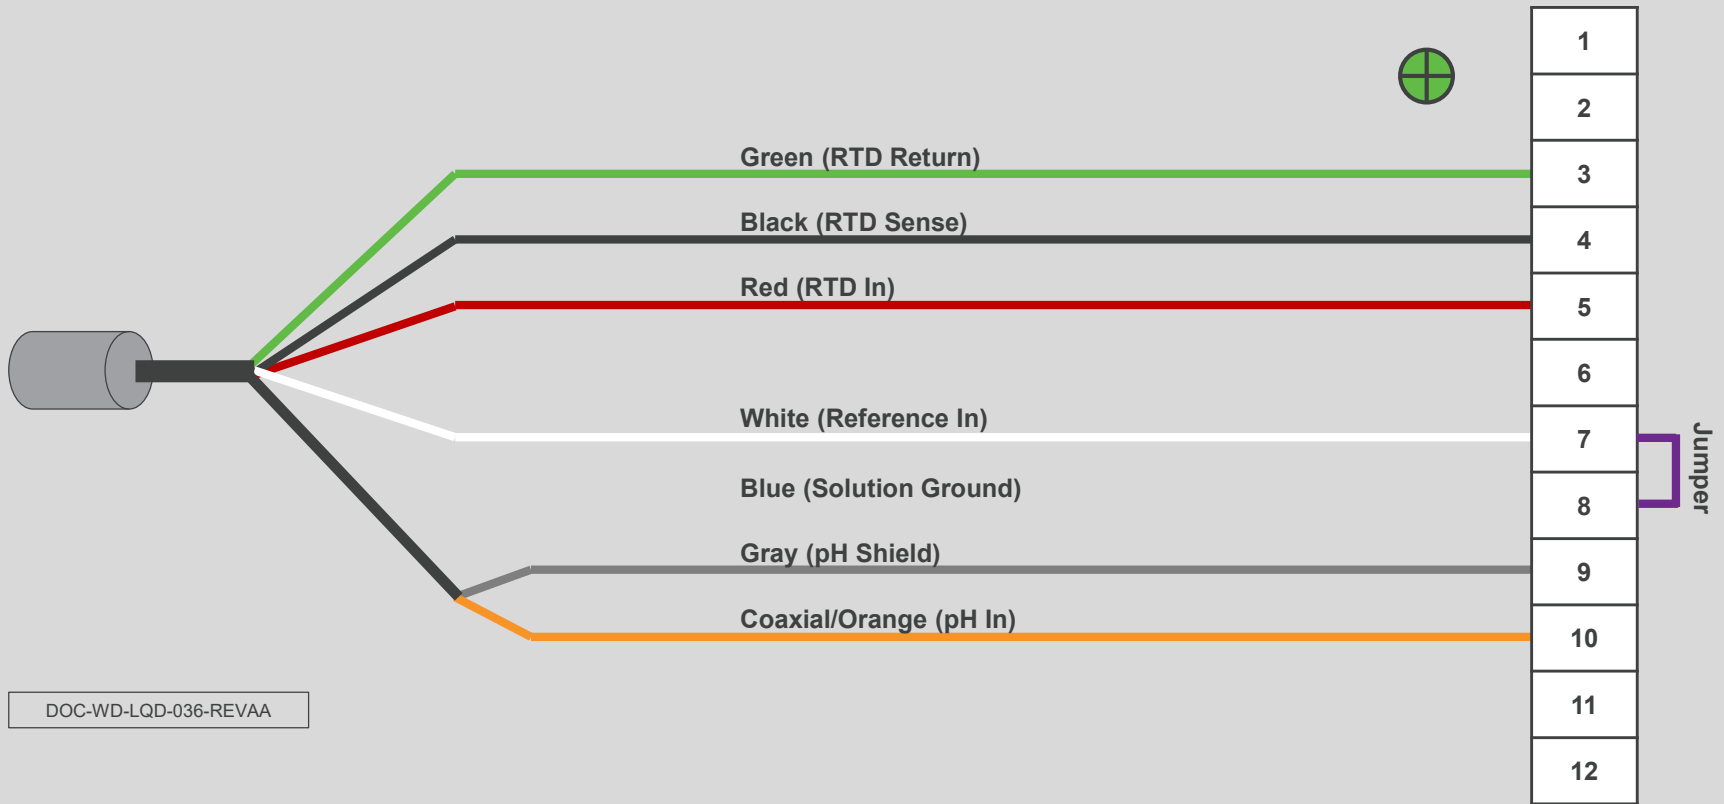 1
2
Green (RTD Return)
3
Black (RTD Sense)
4
Red (RTD In)
5
6
White (Reference In)
7
Jumper
Blue (Solution Ground)
8
Gray (pH Shield)
9
Coaxial/Orange (pH In)
10
DOC-WD-LQD-036-REVAA
11
12